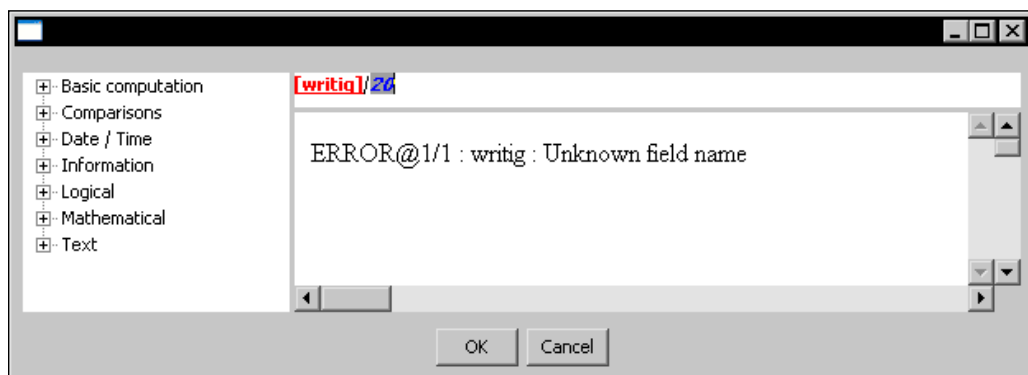 Basic computation
Comparisons
Date / Time
Information
Logical
Mathematical
Text
[writig]/20
ERROR@1/1 : writig : Unknown field name
OK
Cancel